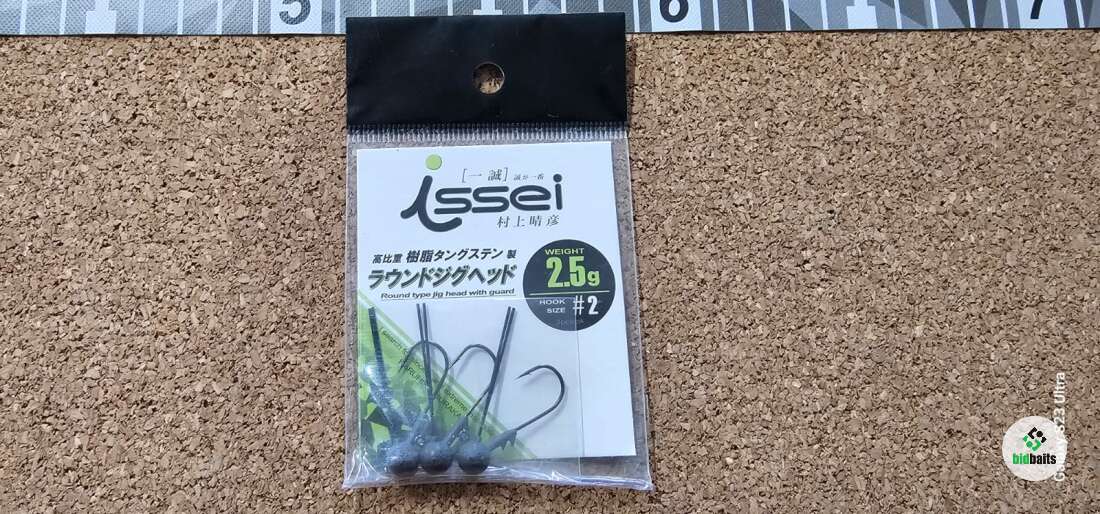 5 6 7
[一誠] 誠が一番
issei
村上晴彦
高比重 樹脂タングステン 製
ラウンドジグヘッド
Round type jig head with guard
WEIGHT
2.5g
HOOK
SIZE #2
bidbaits